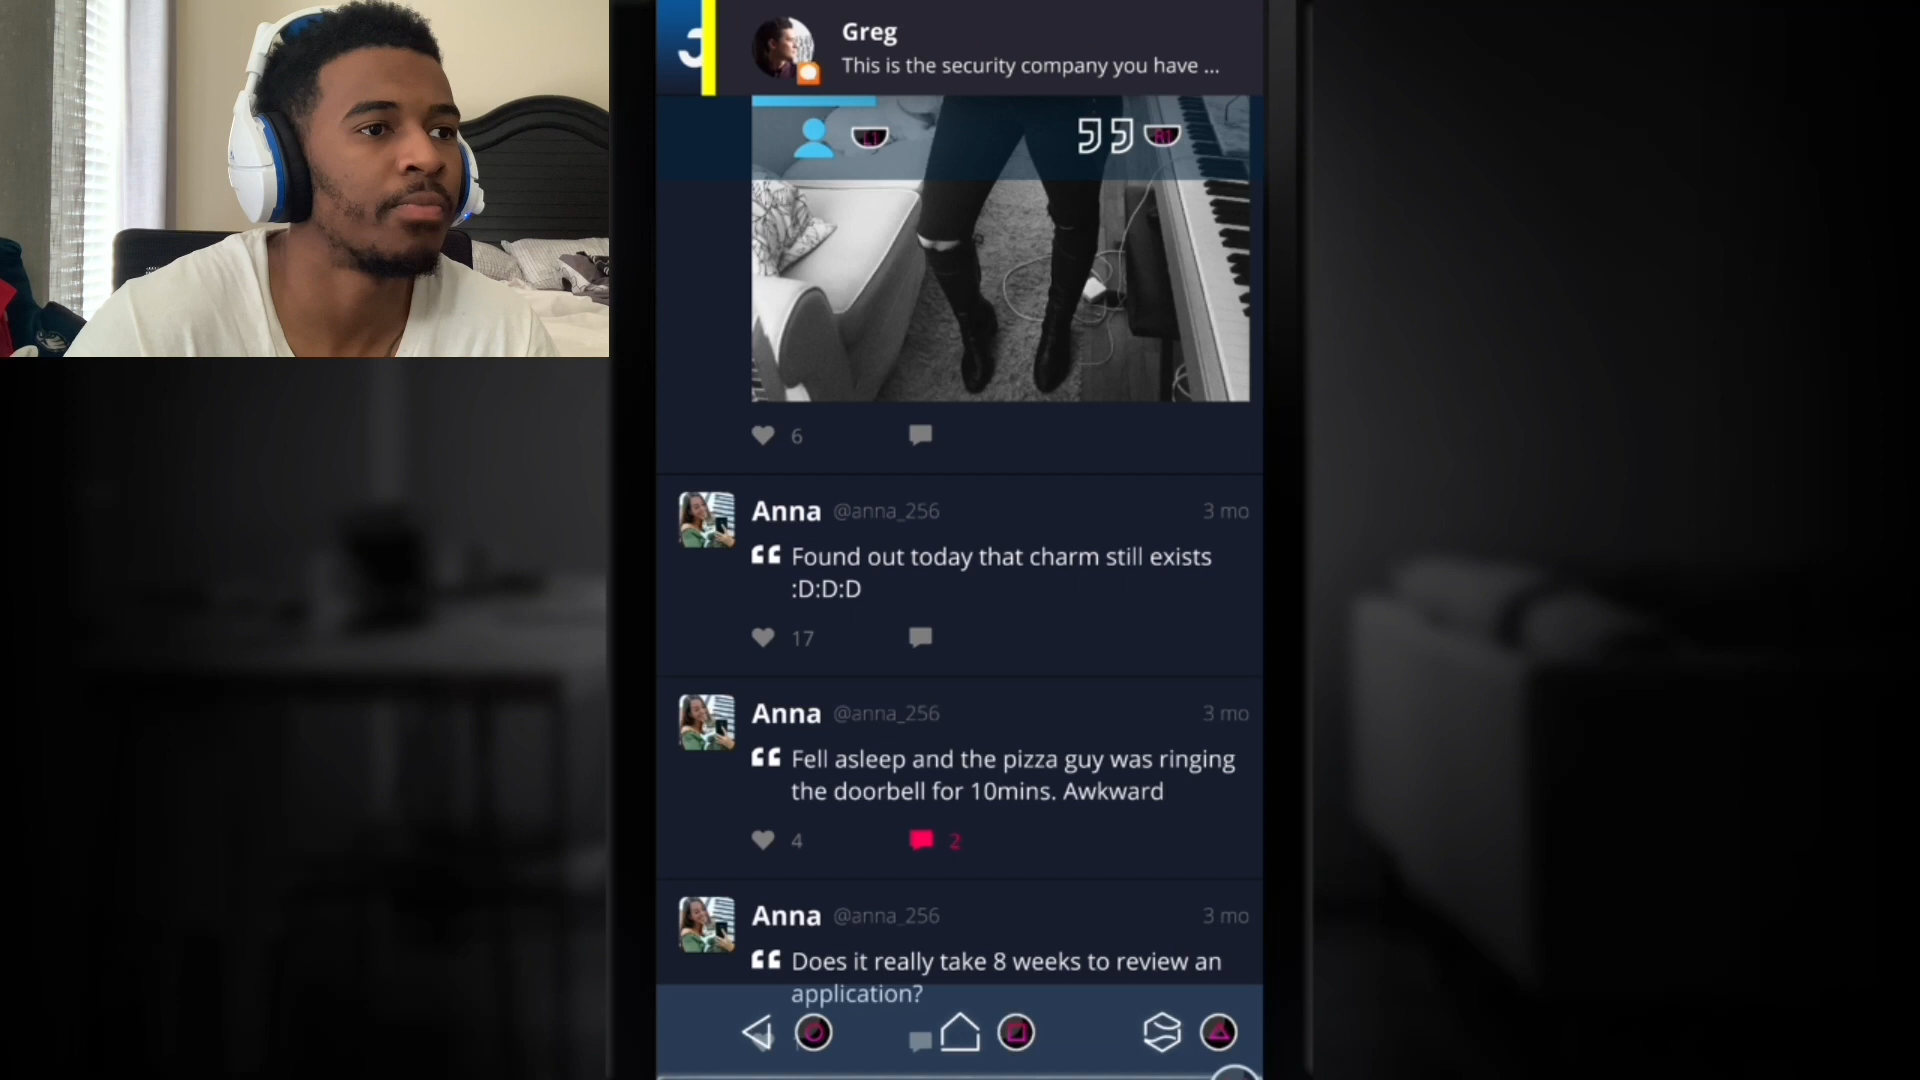 Greg
This is the security company you have ...
L1
R1
6
Anna @anna_256 3 mo
Found out today that charm still exists
:D:D:D
17
Anna @anna_256 3 mo
Fell asleep and the pizza guy was ringing
the doorbell for 10mins. Awkward
4 2
Anna @anna_256 3 mo
Does it really take 8 weeks to review an
application?